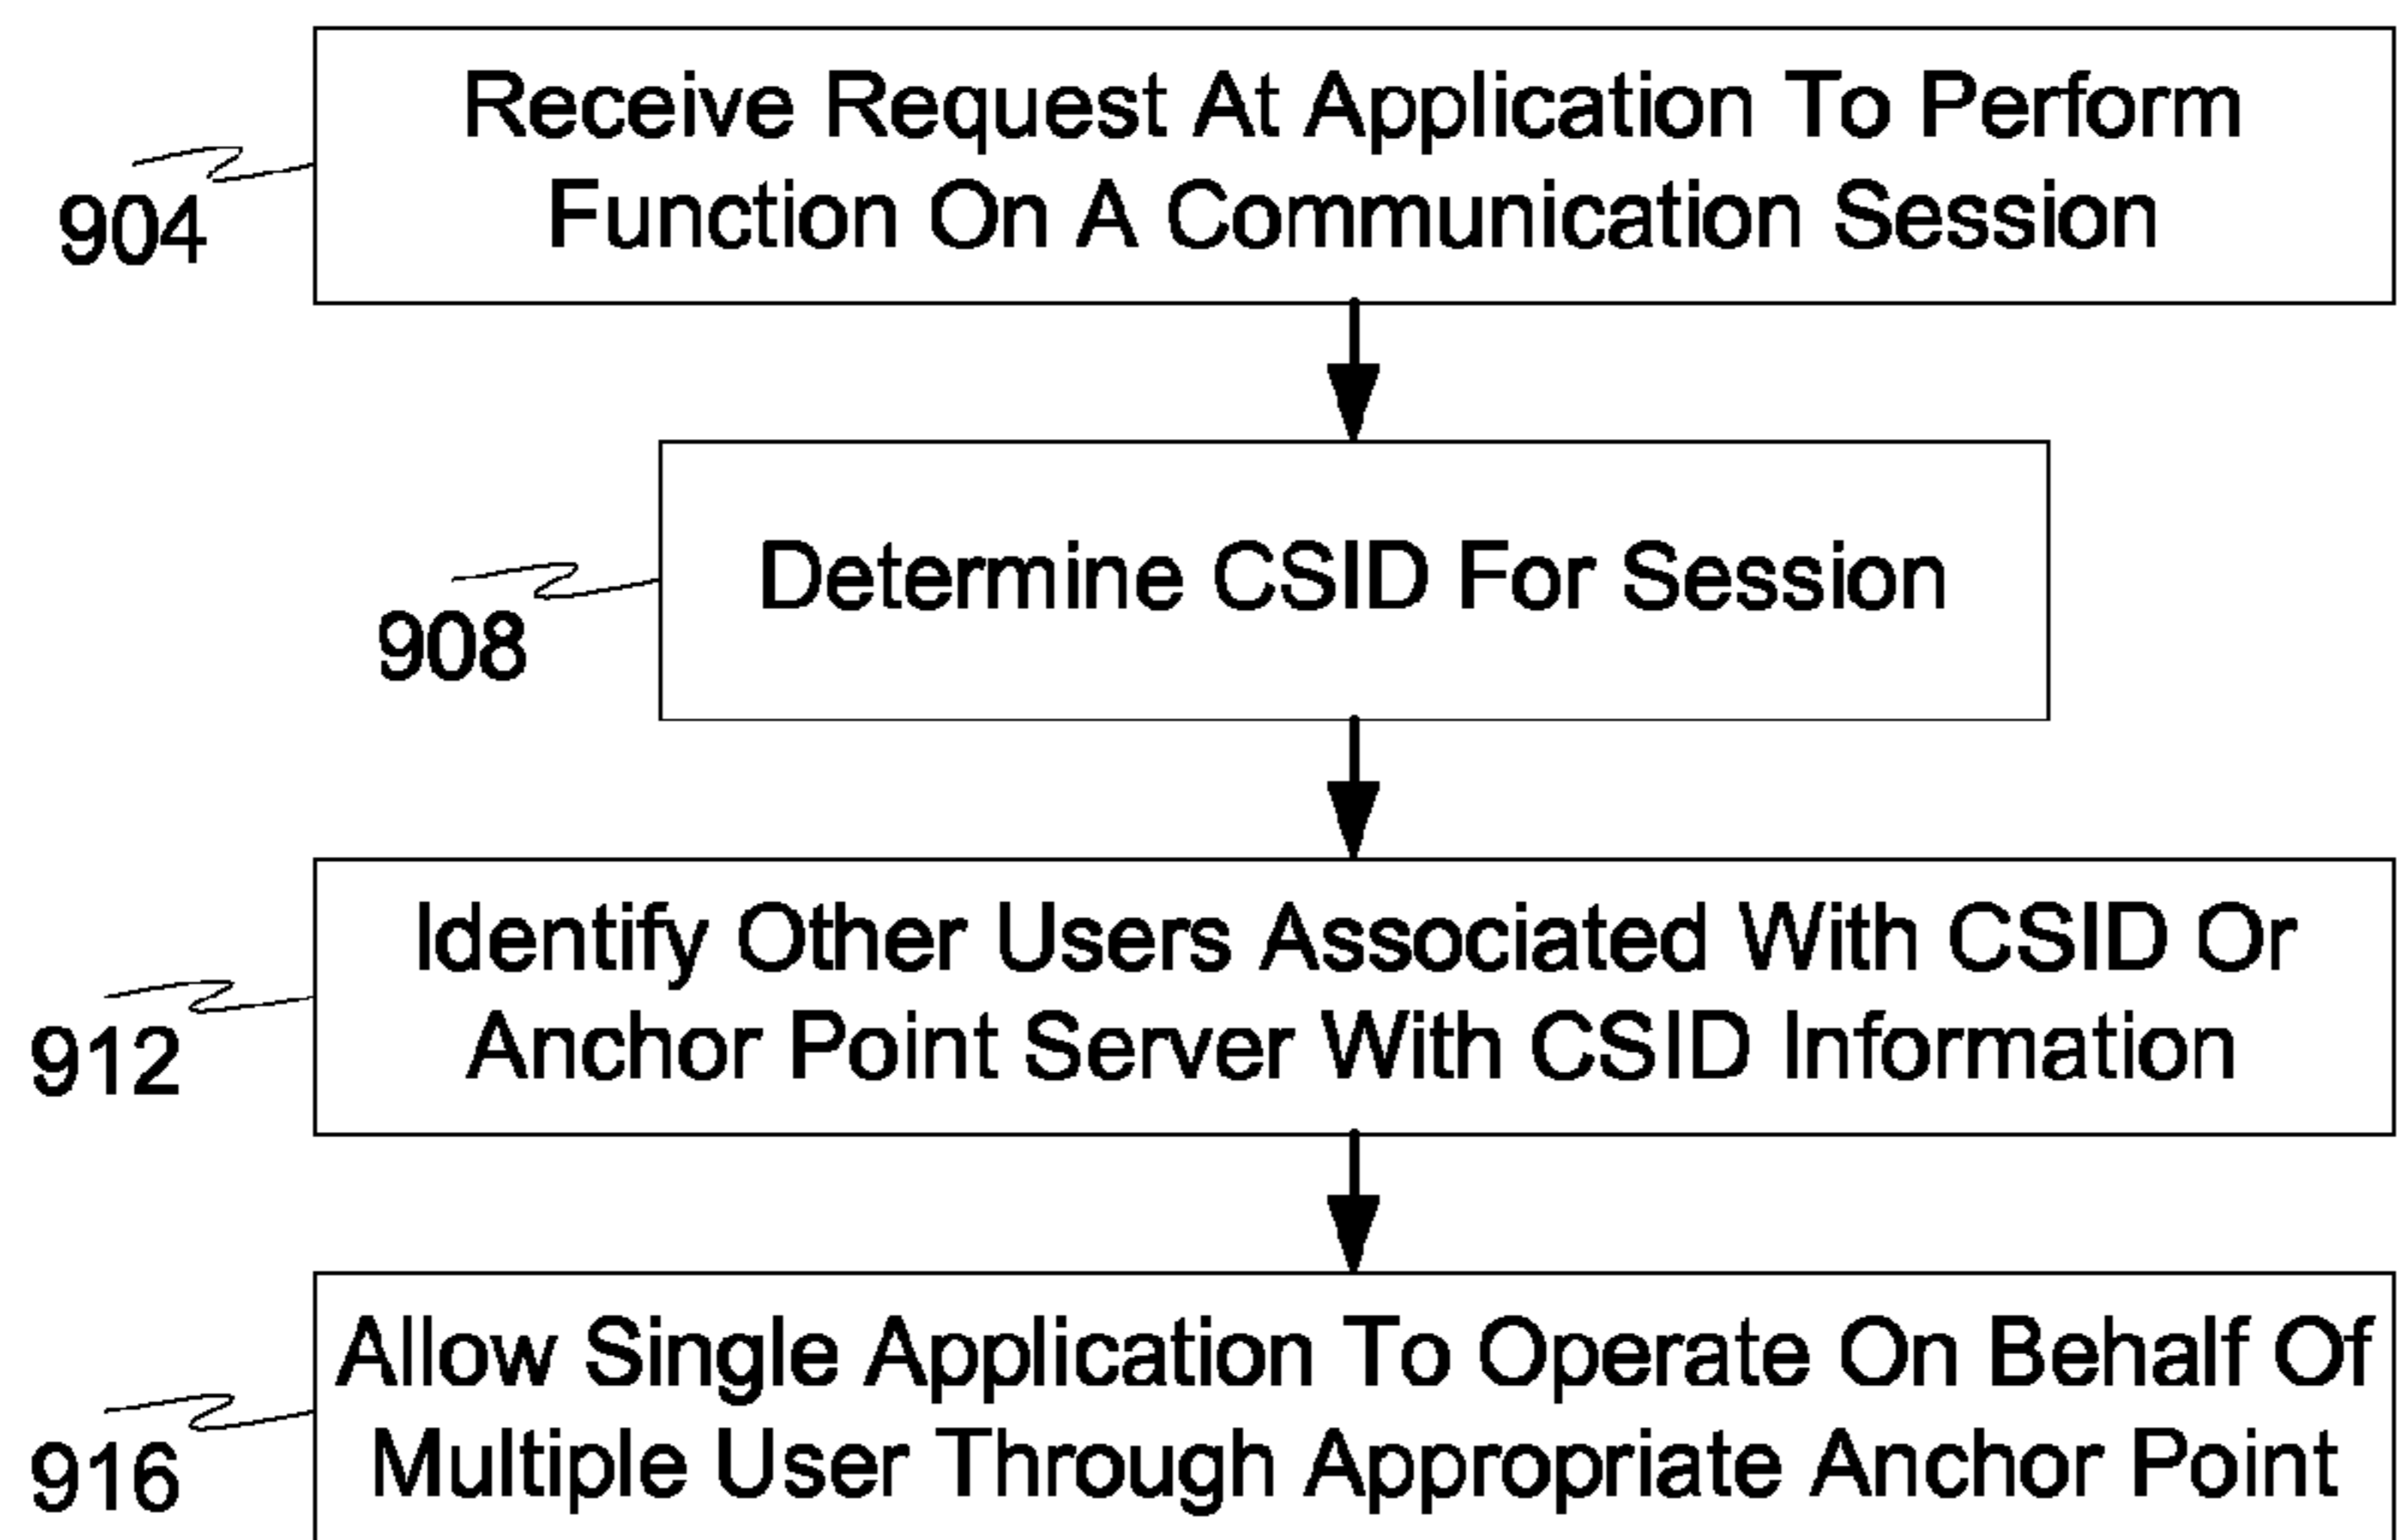 Receive Request At Application To Perform
Function On A Communication Session
904
Determine CSID For Session
908
Identify Other Users Associated With CSID Or
Anchor Point Server With CSID Information
912
Allow Single Application To Operate On Behalf Of
Multiple User Through Appropriate Anchor Point
916